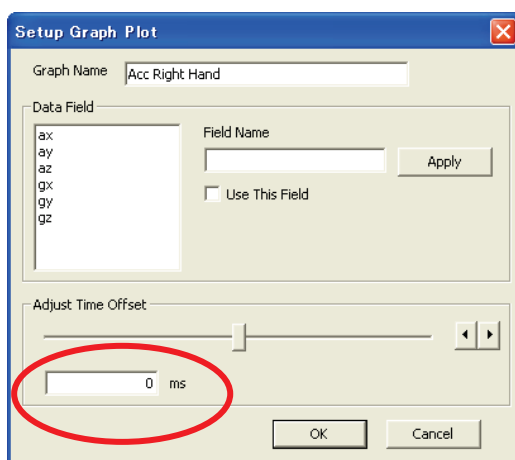 Setup Graph Plot
Graph Name Acc Right Hand
Data Field
ax
ay
az
gx
gy
gz
Field Name
Apply
Use This Field
Adjust Time Offset
0 ms
OK Cancel